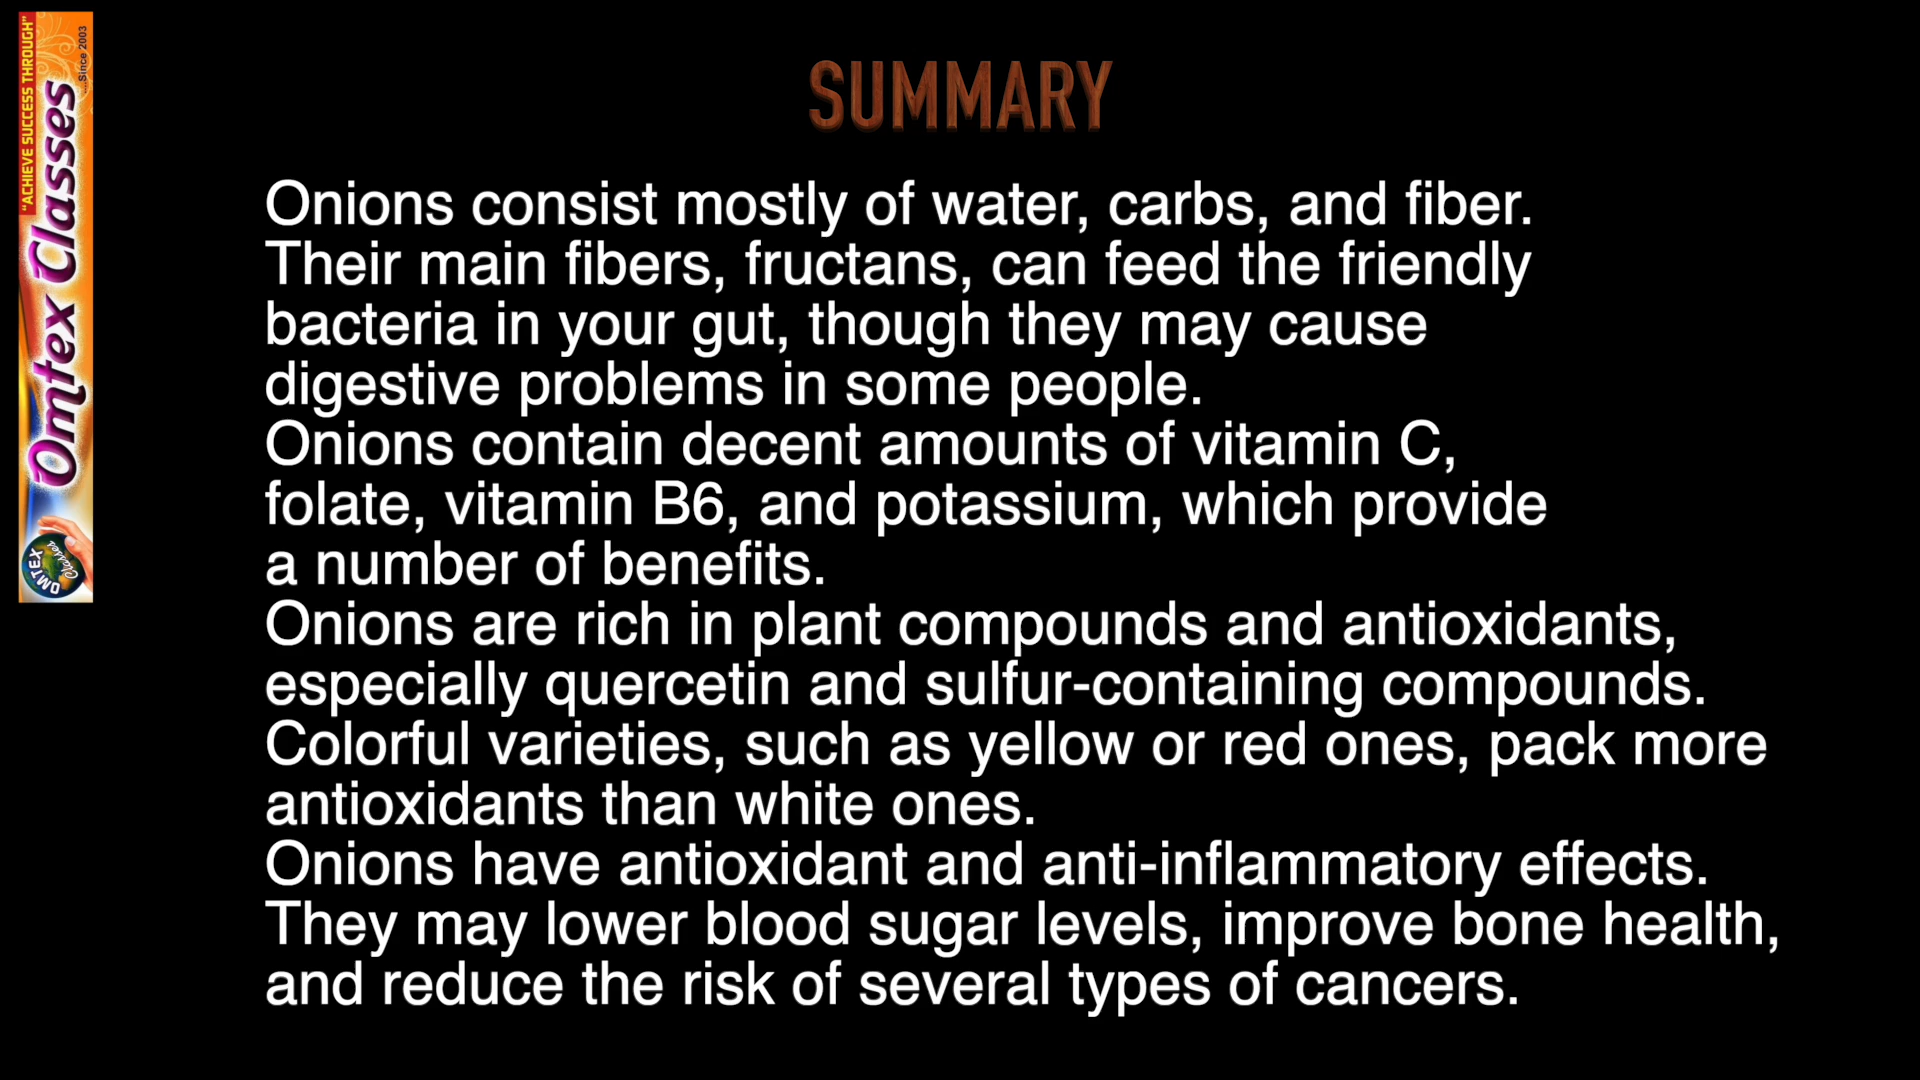 "ACHIEVE SUCCESS THROUGH"
Omtex Classes
....Since 2003
OMTEX
Classes
SUMMARY
Onions consist mostly of water, carbs, and fiber.
Their main fibers, fructans, can feed the friendly
bacteria in your gut, though they may cause
digestive problems in some people.
Onions contain decent amounts of vitamin C,
folate, vitamin B6, and potassium, which provide
a number of benefits.
Onions are rich in plant compounds and antioxidants,
especially quercetin and sulfur-containing compounds.
Colorful varieties, such as yellow or red ones, pack more
antioxidants than white ones.
Onions have antioxidant and anti-inflammatory effects.
They may lower blood sugar levels, improve bone health,
and reduce the risk of several types of cancers.